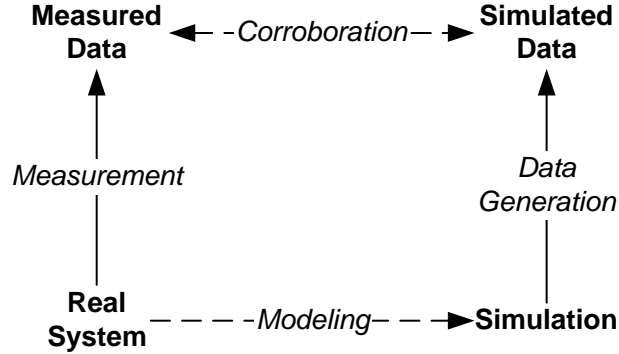 Measured
Data
Corroboration
Simulated
Data
Measurement
Data
Generation
Real
System
Modeling
Simulation